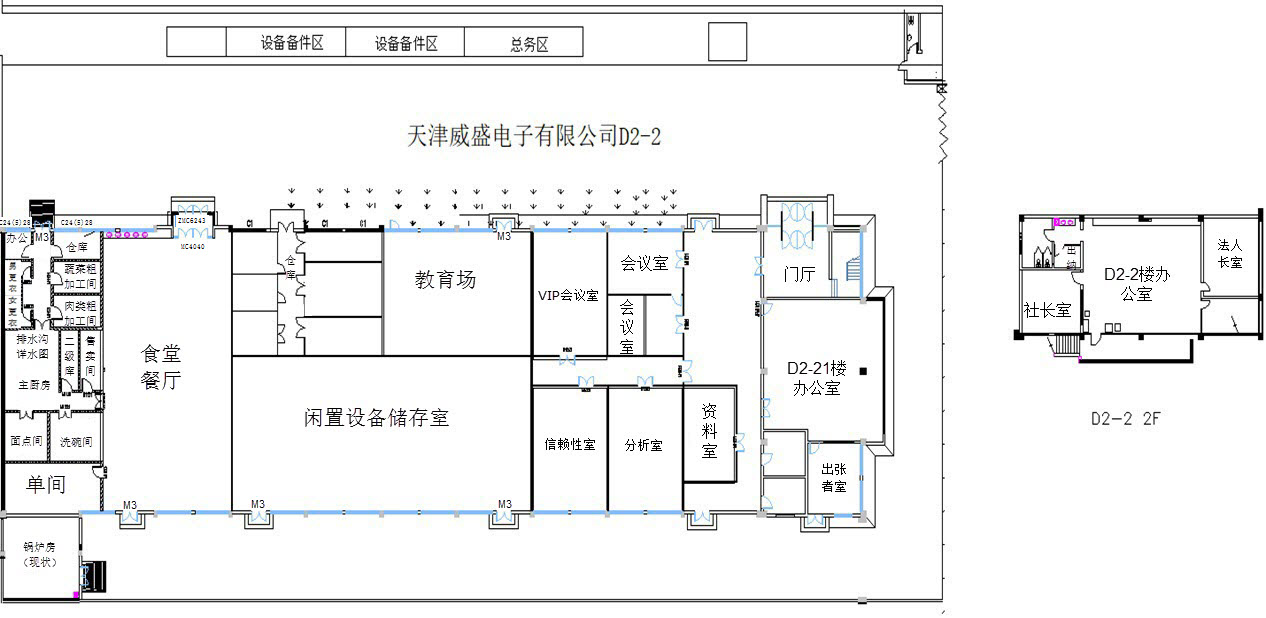 设备备件区
设备备件区
总务区
天津威盛电子有限公司D2-2
C24(5)28
C24(5)28
ZMC6243
MC4040
C1
C1
C1
M3
M3
办公
M3
仓库
男更衣
女更衣
蔬菜粗
加工间
肉类粗
加工间
排水沟
详水图
主厨房
二级库
售卖间
面点间
洗碗间
单间
锅炉房
(现状)
食堂
餐厅
仓库
教育场
闲置设备储存室
VIP会议室
会议室
会议室
信赖性室
分析室
资料室
门厅
D2-21楼
办公室
出张
者室
M3
M3
出纳
社长室
D2-2楼办
公室
法人
长室
D2-2 2F